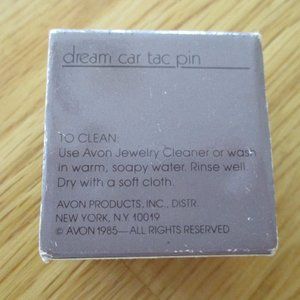 dream car tac pin
TO CLEAN:
Use Avon Jewelry Cleaner or wash
in warm, soapy water. Rinse well.
Dry with a soft cloth.
AVON PRODUCTS, INC., DISTR.
NEW YORK, N.Y. 10019
© AVON 1985—ALL RIGHTS RESERVED